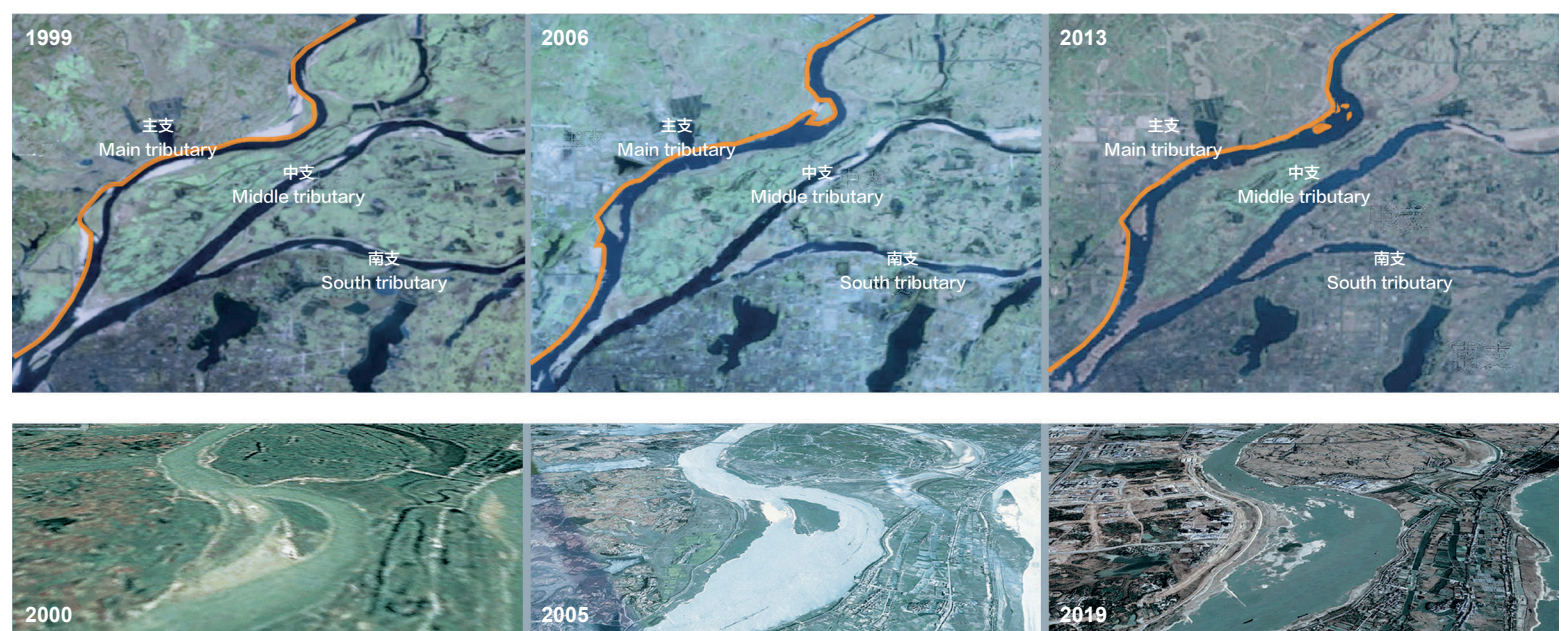 1999
主支
Main tributary
中支
Middle tributary
南支
South tributary
2006
主支
Main tributary
中支
Middle tributary
南支
South tributary
2013
主支
Main tributary
中支
Middle tributary
南支
South tributary
2000
2005
2019